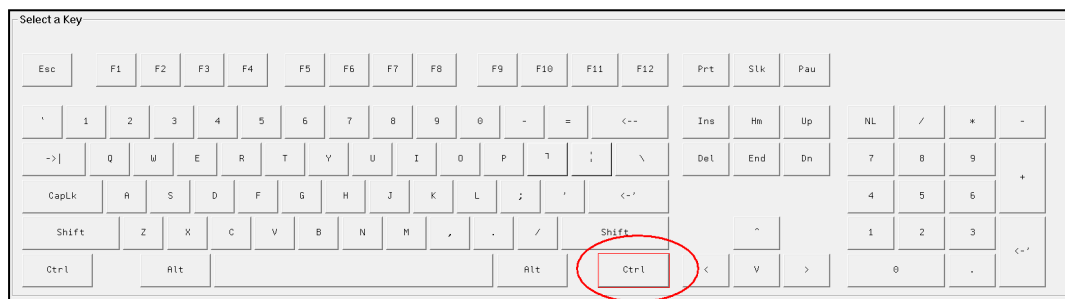 Select a Key
Esc F1 F2 F3 F4 F5 F6 F7 F8 F9 F10 F11 F12 Prt Slk Pau
‘ 1 2 3 4 5 6 7 8 9 0 - = <-- Ins Hm Up NL / * -
->| Q W E R T Y U I O P ┐ ¦ \ Del End Dn 7 8 9 +
CapLk A S D F G H J K L ; ' <-' 4 5 6
Shift Z X C V B N M , . / Shift ^ 1 2 3 <-'
Ctrl Alt Alt Ctrl < V > 0 .